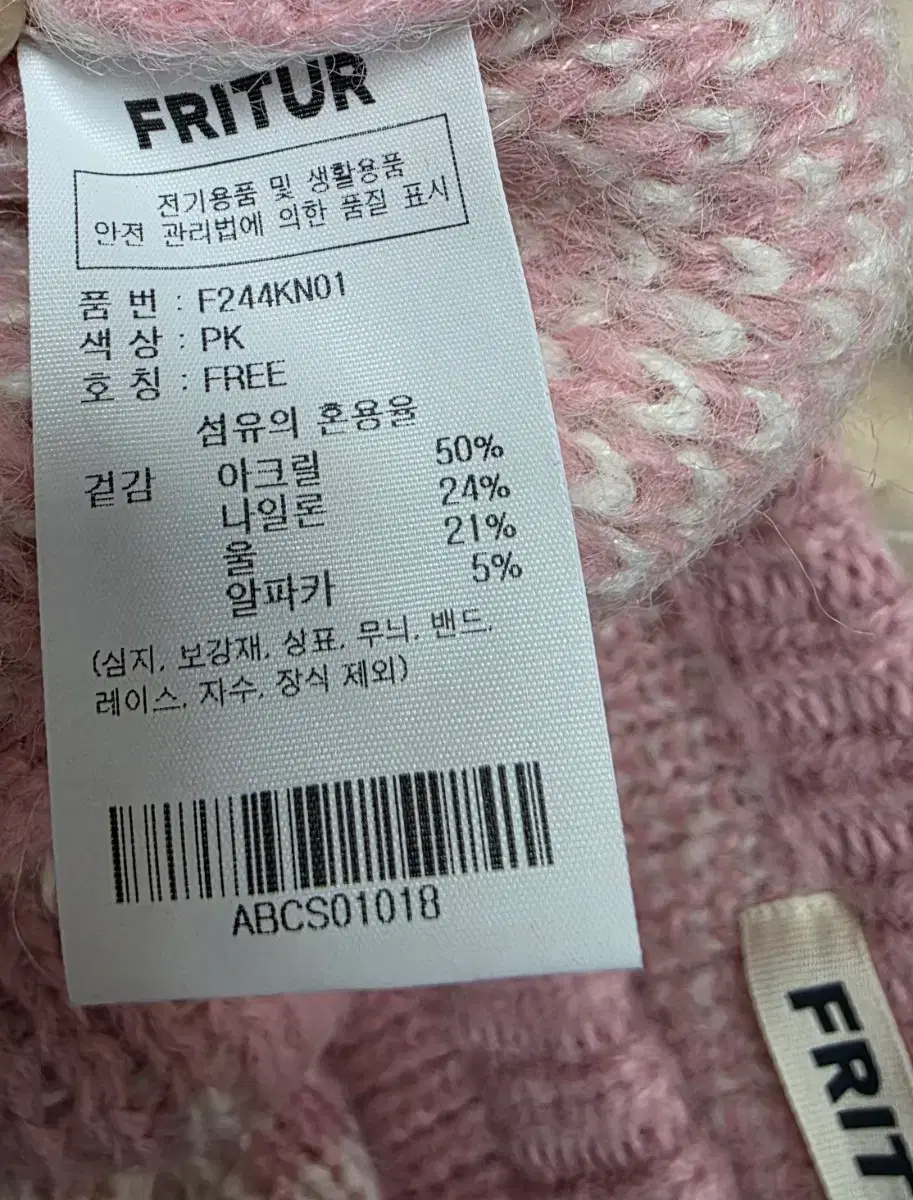 FRITUR
전기용품 및 생활용품
안전 관리법에 의한 품질 표시
품 번 : F244KN01
색 상 : PK
호 칭 : FREE
섬유의 혼용율
겉감 아크릴 50%
나일론 24%
울 21%
알파카 5%
(심지, 보강재, 상표, 무늬, 밴드,
레이스, 자수, 장식 제외)
ABCS01018
FRIT